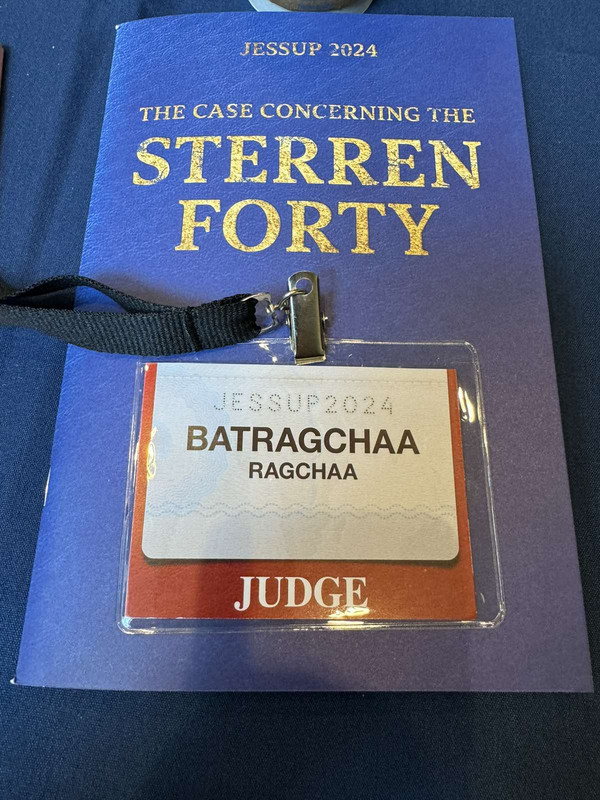 JESSUP 2024
THE CASE CONCERNING THE
STERREN
FORTY
JESSUP2024
BATRAGCHAA
RAGCHAA
JUDGE